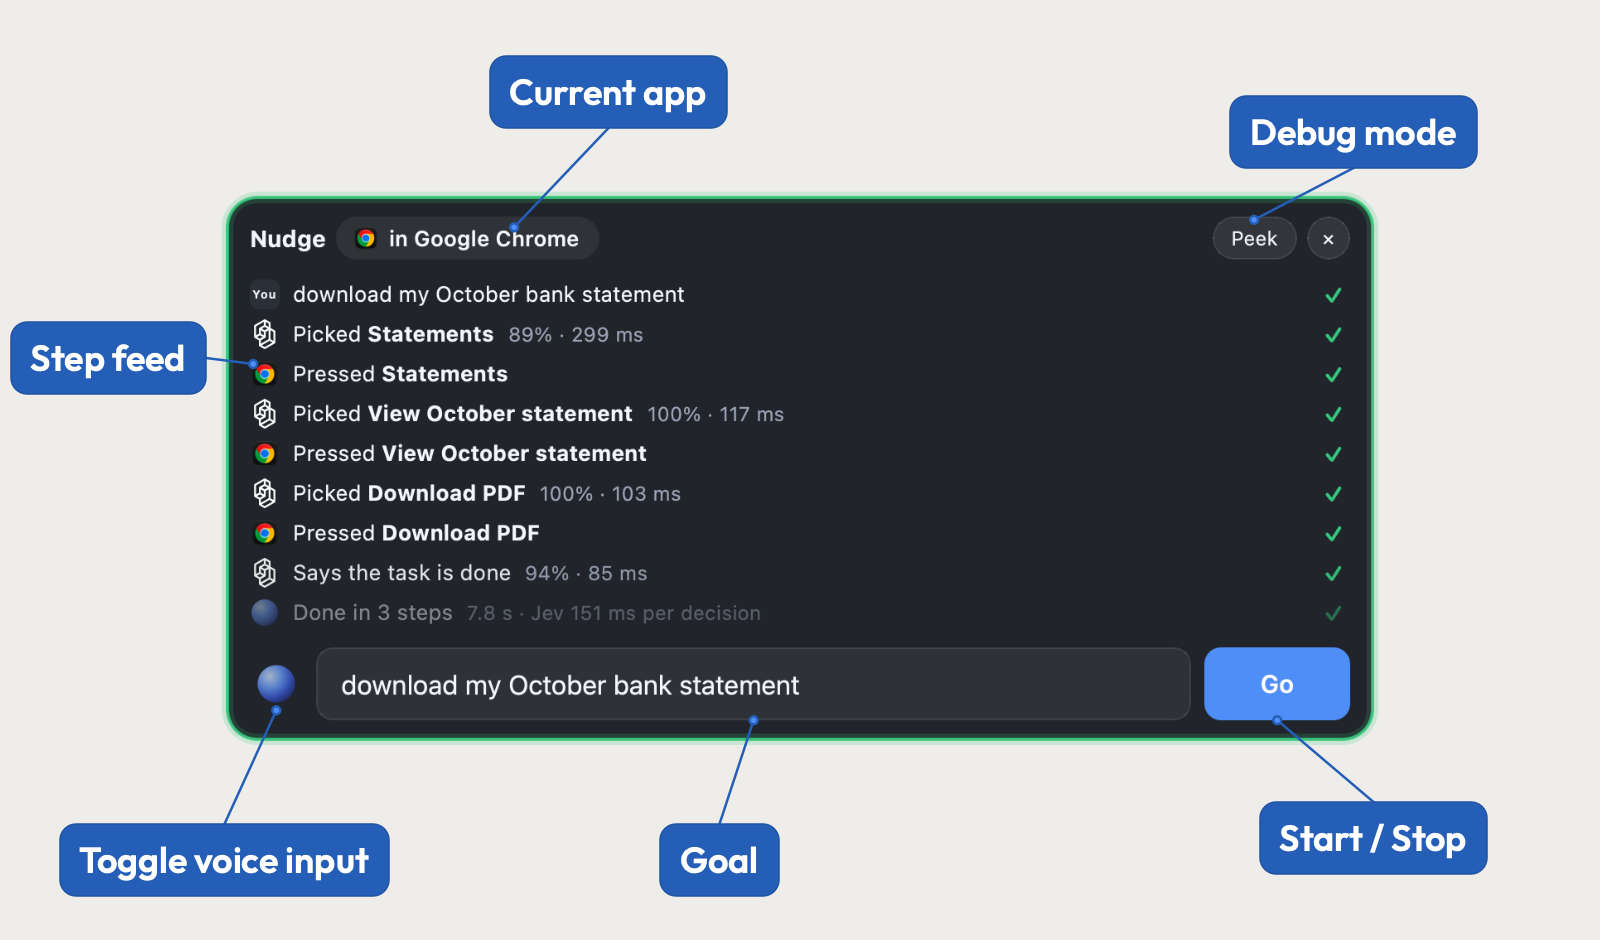 Current app
Debug mode
Nudge in Google Chrome Peek ×
You download my October bank statement
Picked Statements 89% · 299 ms
Step feed
Pressed Statements
Picked View October statement 100% · 117 ms
Pressed View October statement
Picked Download PDF 100% · 103 ms
Pressed Download PDF
Says the task is done 94% · 85 ms
Done in 3 steps 7.8 s · Jev 151 ms per decision
download my October bank statement Go
Toggle voice input
Goal
Start / Stop